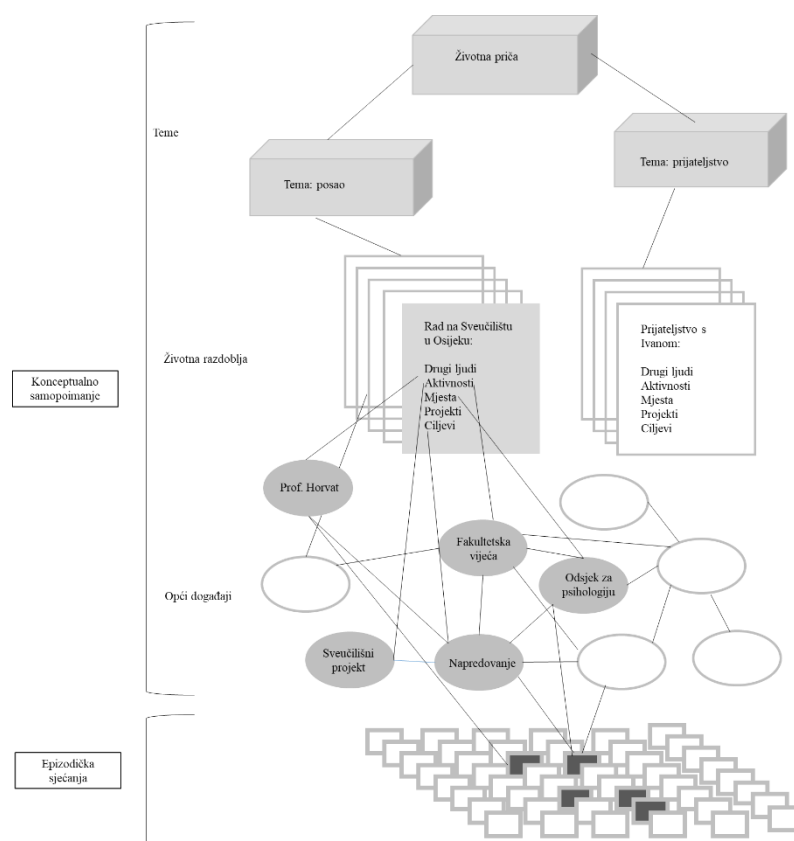 Životna priča
Teme
Tema: posao
Tema: prijateljstvo
Životna razdoblja
Rad na Sveučilištu
u Osijeku:
Drugi ljudi
Aktivnosti
Mjesta
Projekti
Ciljevi
Prijateljstvo s
Ivanom:
Drugi ljudi
Aktivnosti
Mjesta
Projekti
Ciljevi
Konceptualno
samopoimanje
Prof. Horvat
Fakultetska
vijeća
Odsjek za
psihologiju
Opći događaji
Sveučilišni
projekt
Napredovanje
Epizodička
sjećanja